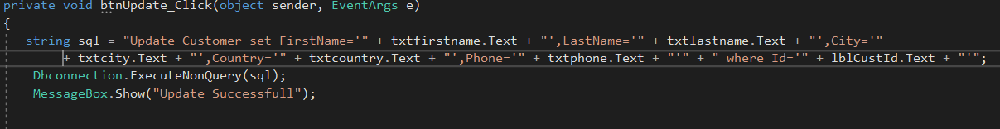 private void btnUpdate_Click(object sender, EventArgs e)
{
string sql = "Update Customer set FirstName='" + txtfirstname.Text + "',LastName='" + txtlastname.Text + "',City='"
+ txtcity.Text + "',Country='" + txtcountry.Text + "',Phone='" + txtphone.Text + "'" + " where Id='" + lblCustId.Text + "'";
Dbconnection.ExecuteNonQuery(sql);
MessageBox.Show("Update Successfull");